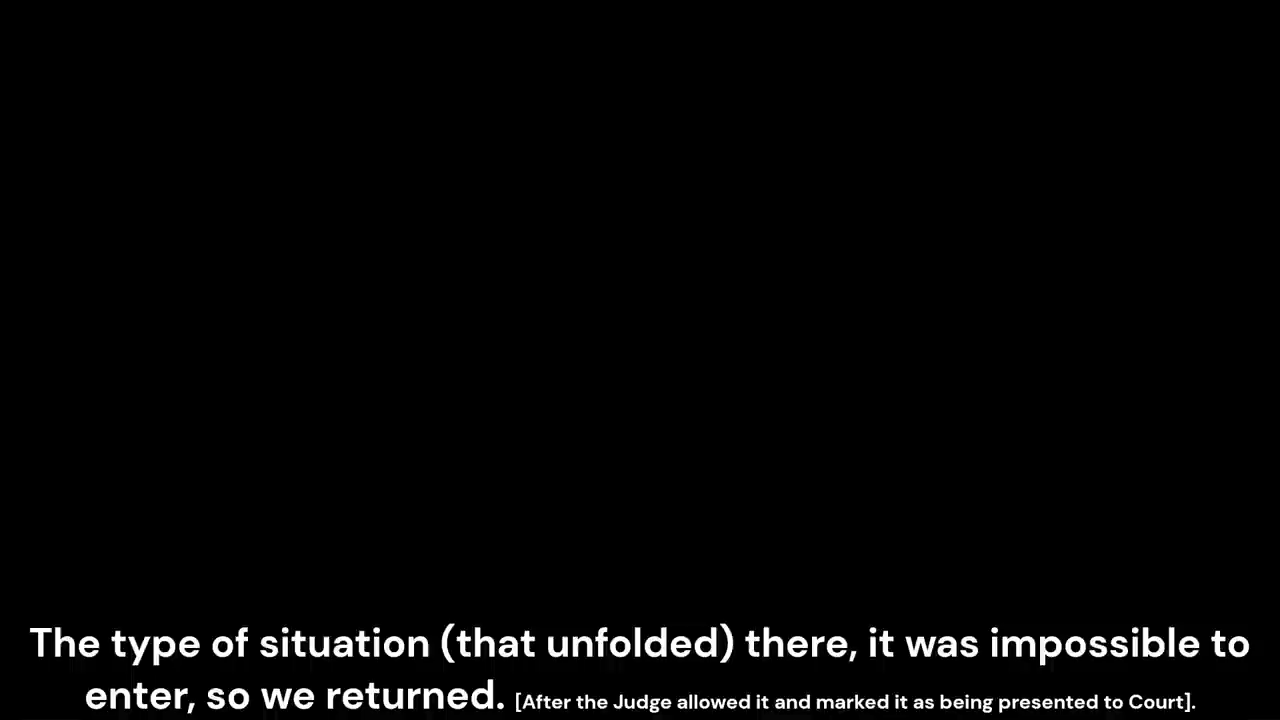 The type of situation (that unfolded) there, it was impossible to
enter, so we returned. [After the Judge allowed it and marked it as being presented to Court].